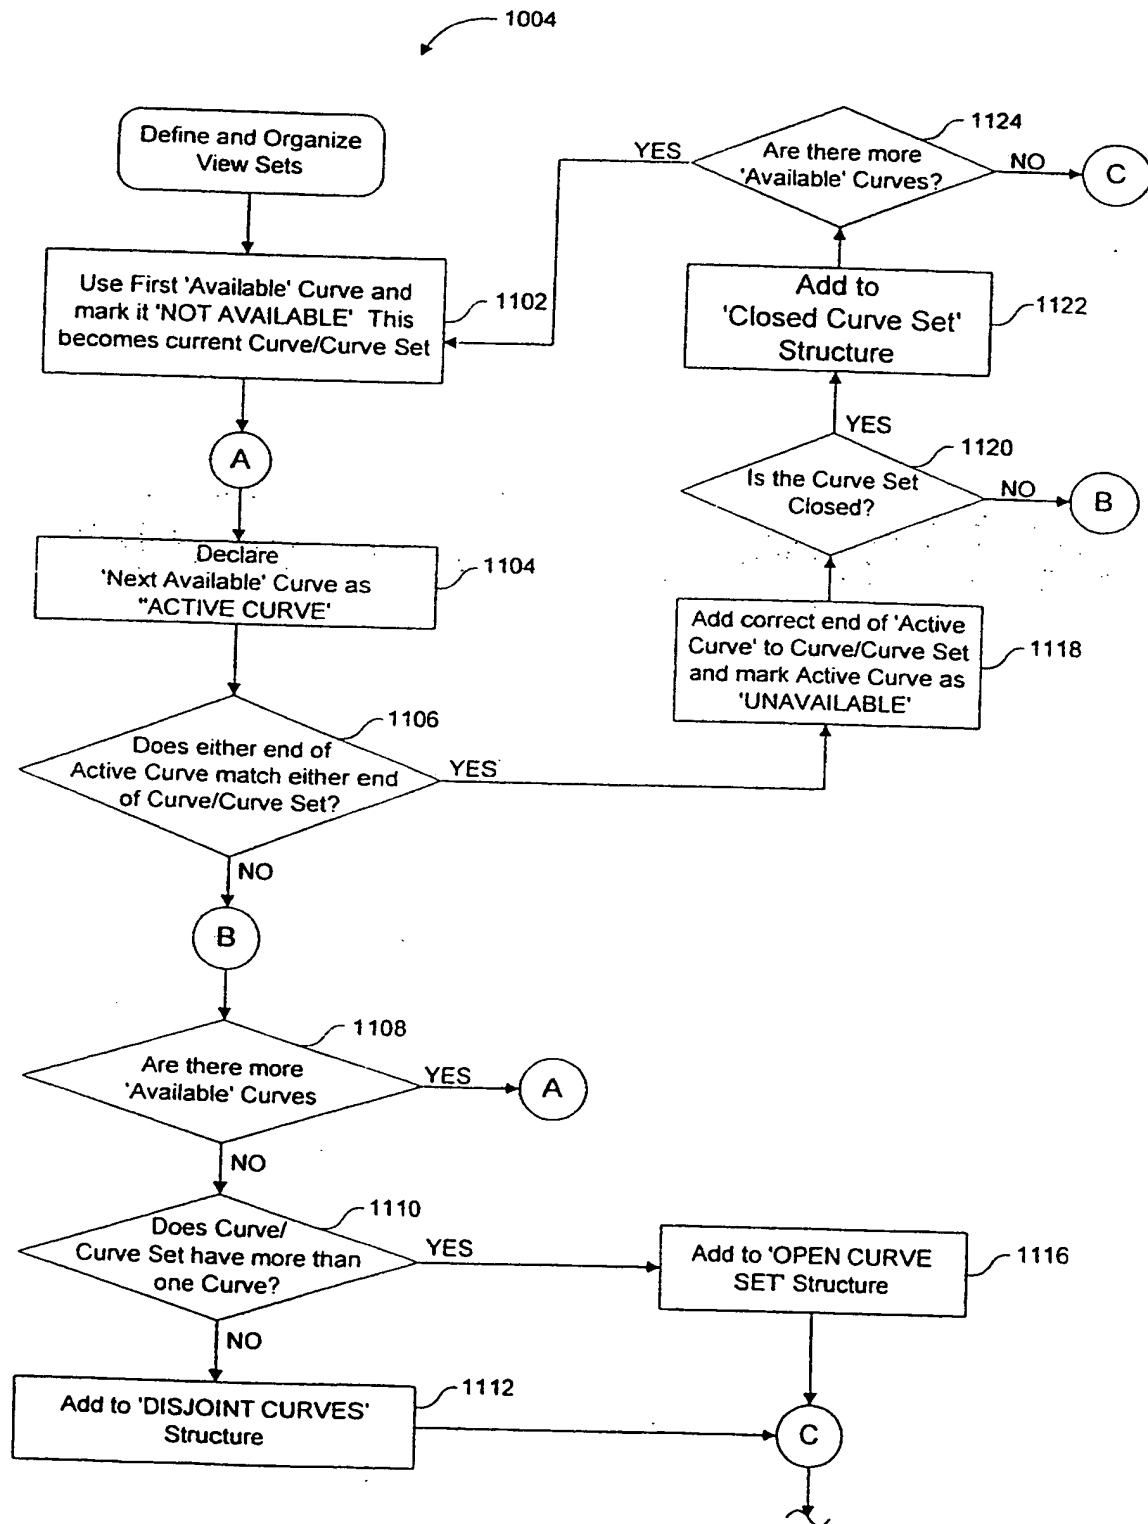 1004
Define and Organize
View Sets
Use First 'Available' Curve and
mark it 'NOT AVAILABLE' This
becomes current Curve/Curve Set
1102
A
Declare
'Next Available' Curve as
"ACTIVE CURVE'
1104
1106
Does either end of
Active Curve match either end
of Curve/Curve Set?
YES
NO
B
1108
Are there more
'Available' Curves
YES
A
NO
1110
Does Curve/
Curve Set have more than
one Curve?
YES
NO
Add to 'DISJOINT CURVES'
Structure
1112
Add to 'OPEN CURVE
SET' Structure
1116
C
Add correct end of 'Active
Curve' to Curve/Curve Set
and mark Active Curve as
'UNAVAILABLE'
1118
1120
Is the Curve Set
Closed?
NO
B
YES
Add to
'Closed Curve Set'
Structure
1122
1124
Are there more
'Available' Curves?
YES
NO
C